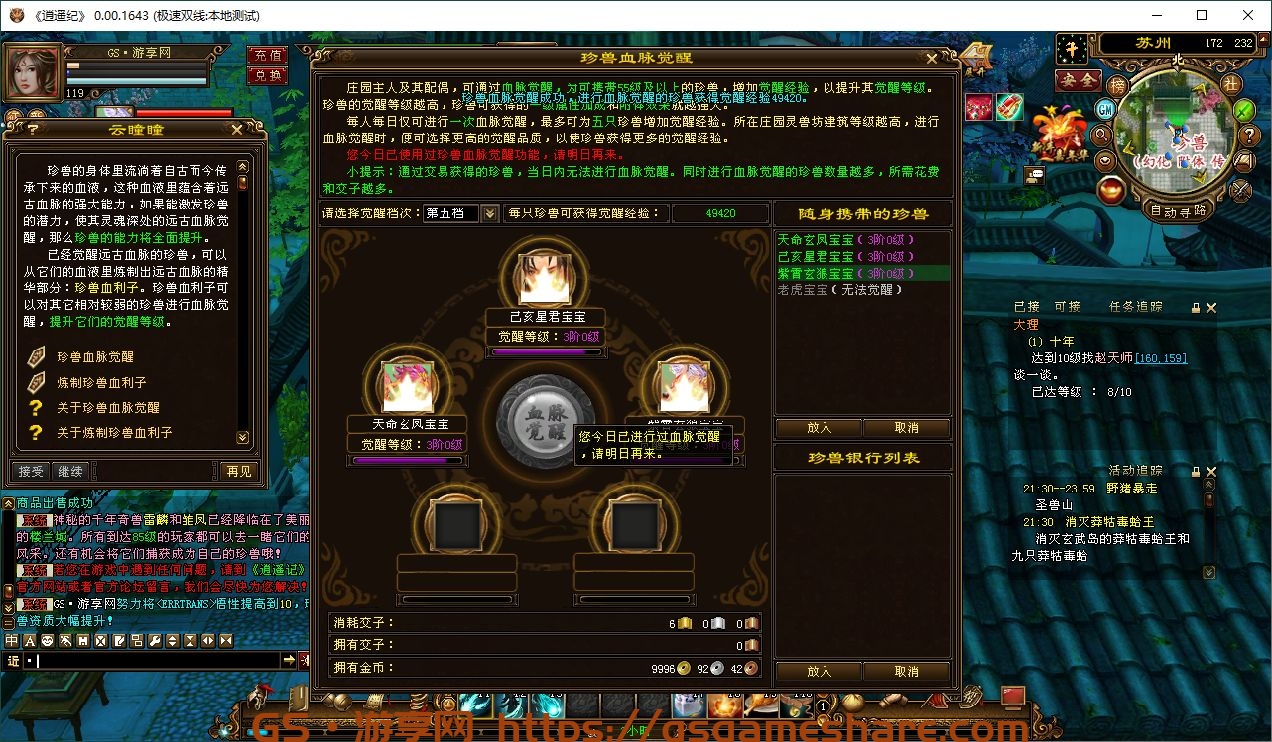 《逍遥纪》 0.00.1643 (极速双线:本地测试)
GS·游享网
119
充值
兑换
云瞳瞳
珍兽的身体里流淌着自古而今传
承下来的血液，这种血液里蕴含着远
古血脉的强大能力，如果能激发珍兽
的潜力，使其灵魂深处的远古血脉觉
醒，那么珍兽的能力将全面提升。
已经觉醒远古血脉的珍兽，可以
从它们的血液里炼制出远古血脉的精
华部分：珍兽血利子。珍兽血利子可
以对其它相对较弱的珍兽进行血脉觉
醒，提升它们的觉醒等级。
珍兽血脉觉醒
炼制珍兽血利子
关于珍兽血脉觉醒
关于炼制珍兽血利子
接受
继续
再见
商品出售成功
系统 神秘的千年奇兽雷麟和雏凤已经降临在了美丽
的楼兰城。所有到达85级的玩家都可以去一睹它们的
风采。还有机会将它们捕获成为自己的珍兽哦！
系统 若您在游戏中遇到任何问题，请到《逍遥记》
官方网站或者官方论坛留言，我们会尽快为您解决！
系统 GS·游享网努力将<ERRTRANS>悟性提高到10，
兽资质大幅提升！
近
珍兽血脉觉醒
庄园主人及其配偶，可通过血脉觉醒，为可携带55级及以上的珍兽，增加觉醒经验，以提升其觉醒等级。
珍兽血脉觉醒成功，进行血脉觉醒的珍兽获得觉醒经验49420。
珍兽的觉醒等级越高，珍兽可获得的
每人每日仅可进行一次血脉觉醒，最多可为五只珍兽增加觉醒经验。所在庄园灵兽坊建筑等级越高，进行
血脉觉醒时，便可选择更高的觉醒品质，以使珍兽获得更多的觉醒经验。
您今日已使用过珍兽血脉觉醒功能，请明日再来。
小提示：通过交易获得的珍兽，当日内无法进行血脉觉醒。同时进行血脉觉醒的珍兽数量越多，所需花费
和交子越多。
请选择觉醒档次： 第五档 每只珍兽可获得觉醒经验： 49420
己亥星君宝宝
觉醒等级：3阶0级
天命玄凤宝宝
觉醒等级：3阶0级
血脉
觉醒
您今日已进行过血脉觉醒
，请明日再来。
消耗交子： 6 0 0
拥有交子： 0
拥有金币： 9996 92 42
随身携带的珍兽
天命玄凤宝宝（3阶0级）
己亥星君宝宝（3阶0级）
紫霄玄狼宝宝（3阶0级）
老虎宝宝（无法觉醒）
放入
取消
珍兽银行列表
放入
取消
苏州
172 232
北
安全
榜
社
GM
珍兽
(幻化 附体 传
自动寻路
已接 可接 任务追踪
大理
(1) 十年
达到10级找赵天师[160,159]
谈一谈。
已达等级 : 8/10
活动追踪
21:30--23:59 野猪暴走
圣兽山
21:30 消灭莽牯毒蛤王
消灭玄武岛的莽牯毒蛤王和
九只莽牯毒蛤
GS·游享网 https://gsgameshare.com